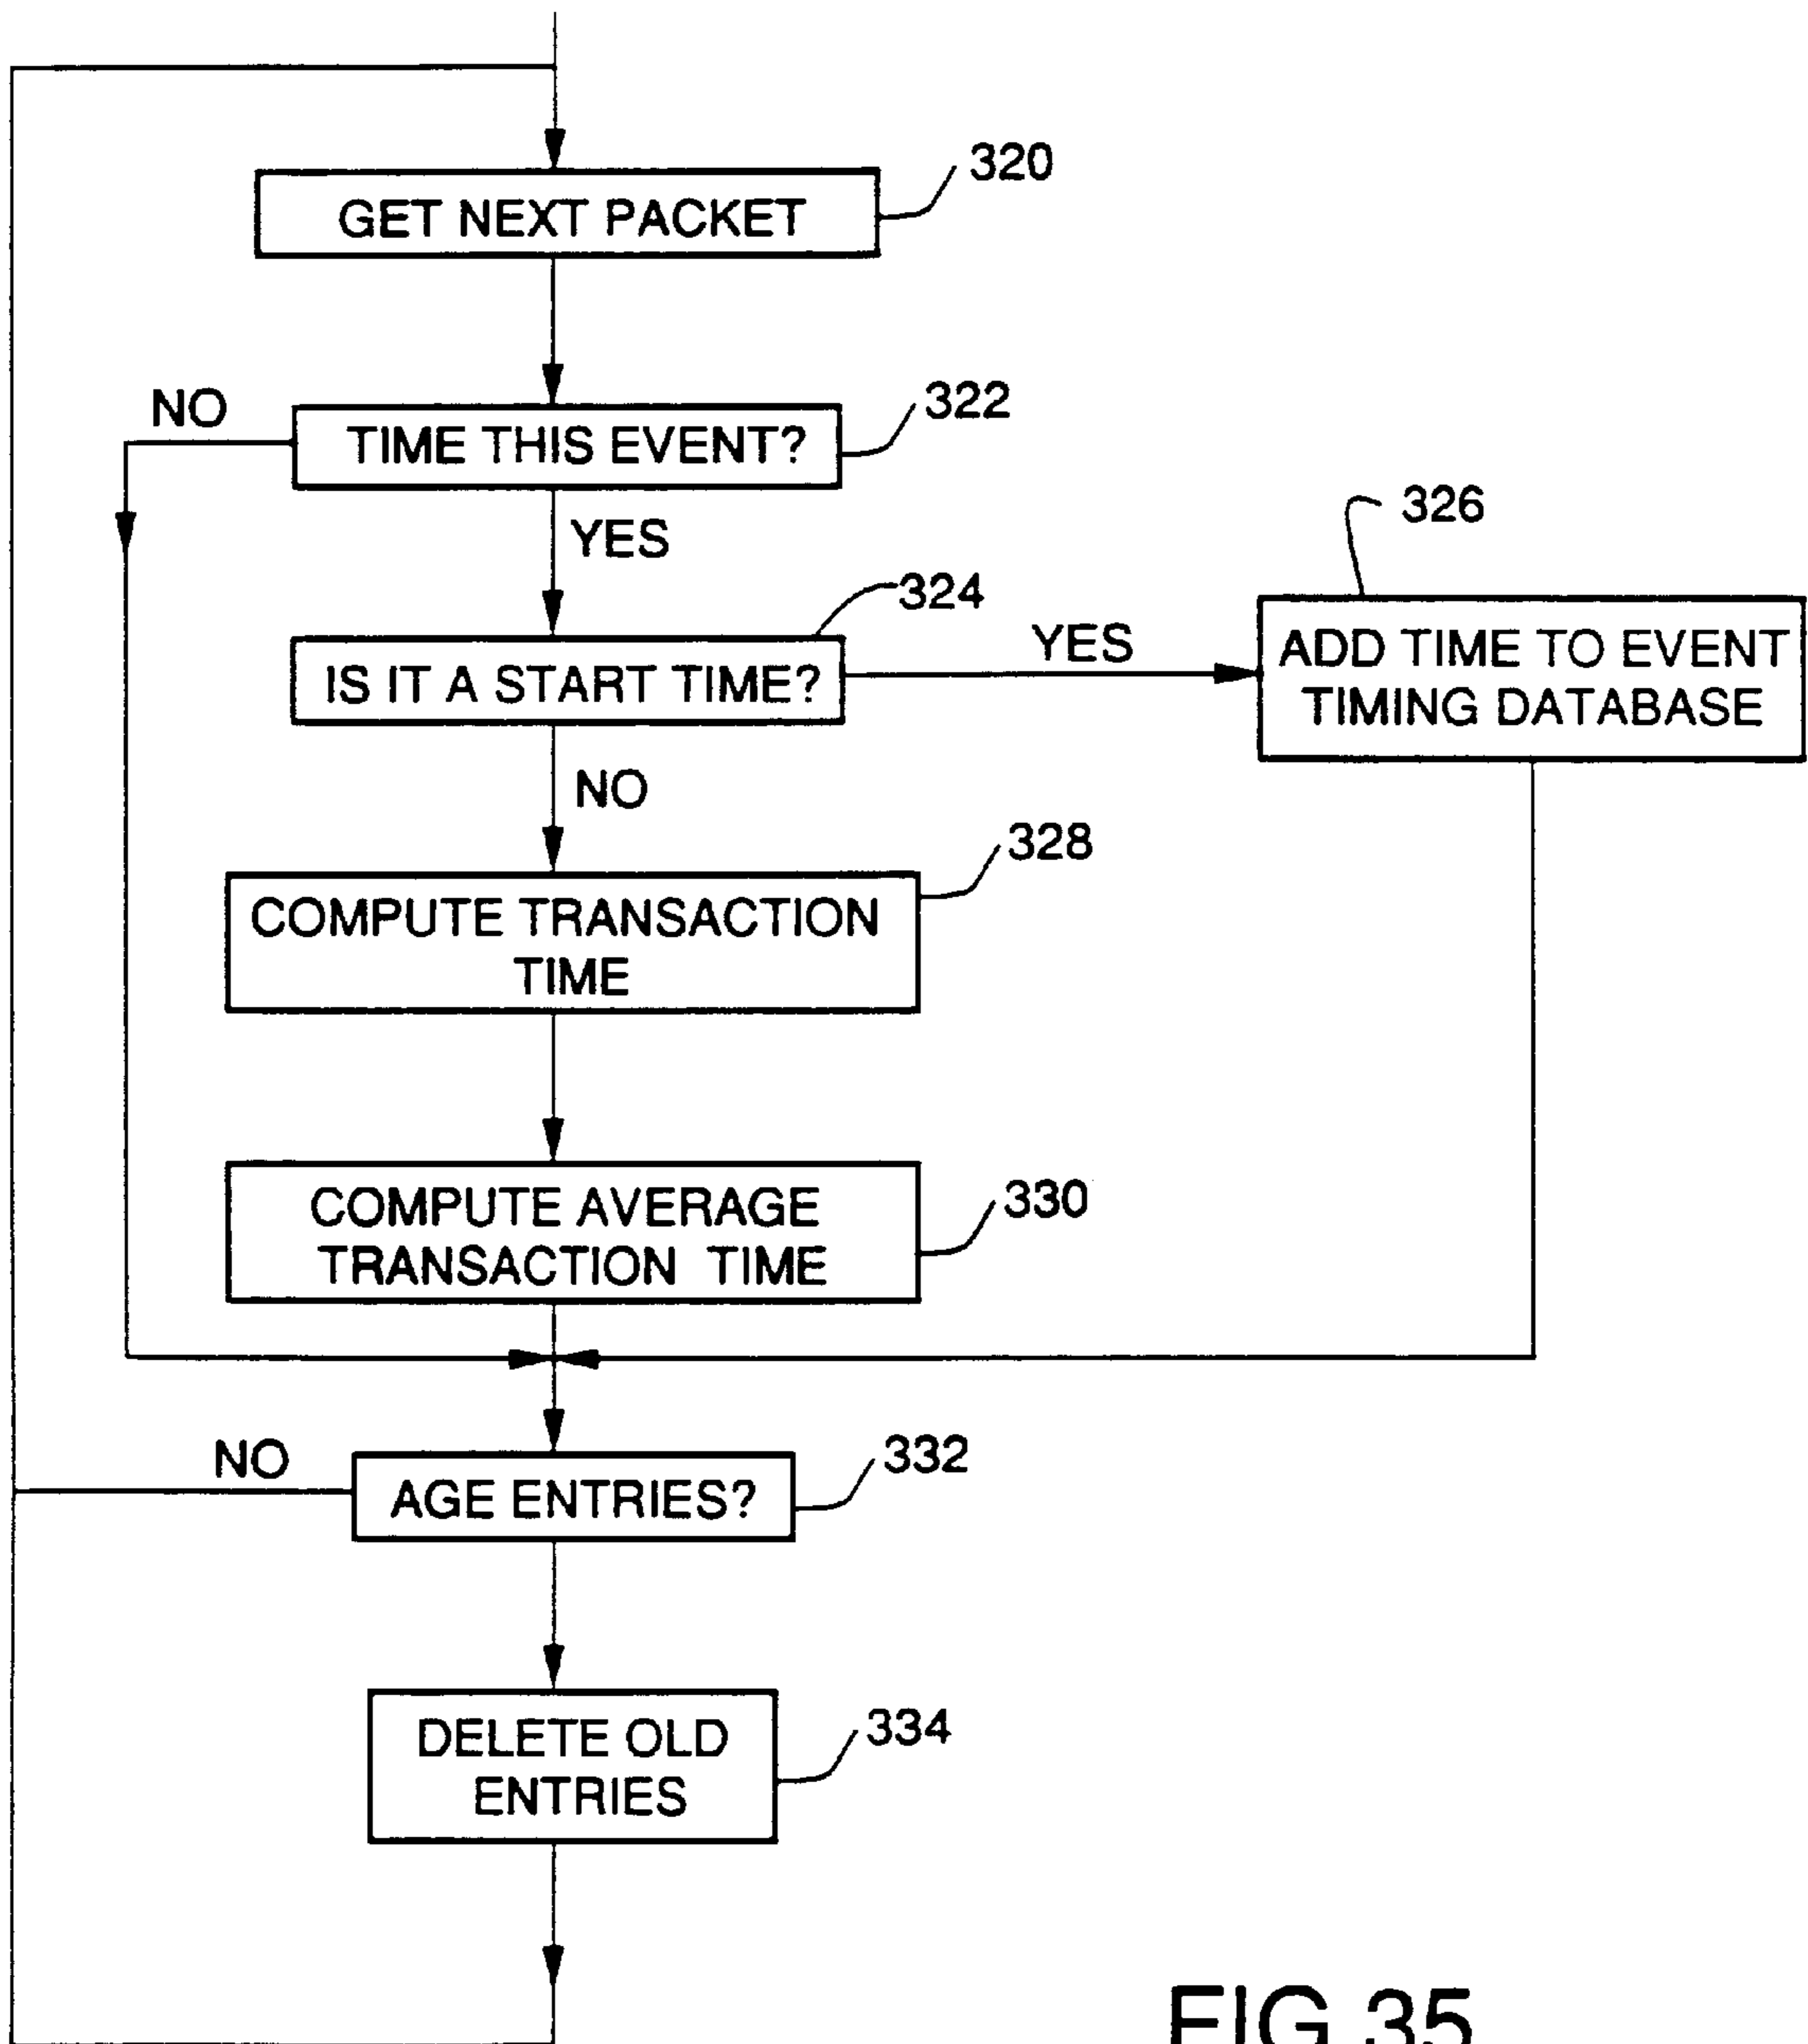 320
GET NEXT PACKET
NO
322
TIME THIS EVENT?
YES
326
324
IS IT A START TIME?
YES
ADD TIME TO EVENT
TIMING DATABASE
NO
328
COMPUTE TRANSACTION
TIME
330
COMPUTE AVERAGE
TRANSACTION TIME
NO
332
AGE ENTRIES?
334
DELETE OLD
ENTRIES
FIG.35